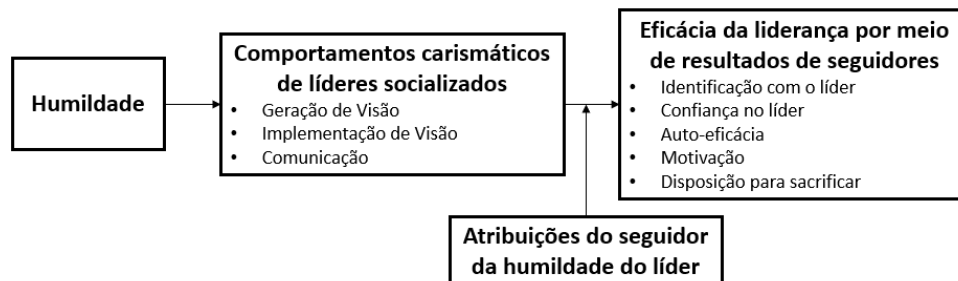 Humildade
Comportamentos carismáticos
de líderes socializados
• Geração de Visão
• Implementação de Visão
• Comunicação
Eficácia da liderança por meio
de resultados de seguidores
• Identificação com o líder
• Confiança no líder
• Auto-eficácia
• Motivação
• Disposição para sacrificar
Atribuições do seguidor
da humildade do líder